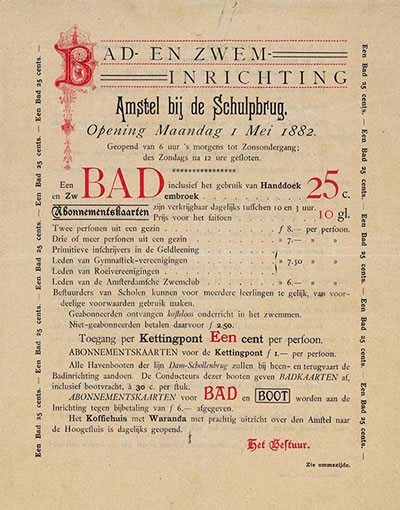 BAD- EN ZWEM-
INRICHTING
Amstel bij de Schulpbrug.
Opening Maandag 1 Mei 1882.
Geopend van 6 uur 's morgens tot Zonsondergang;
des Zondags na 12 ure gesloten.
Een BAD inclusief het gebruik van Handdoek 25 c.
en Zwembroek
Abonnementskaarten zijn verkrijgbaar dagelijks tusschen 10 en 3 uur.
Prijs voor het saisoen 10 gl.
Twee personen uit een gezin ƒ 8.— per persoon.
Drie of meer personen uit een gezin „ 7.— „ „
Primitieve inschrijvers in de Geldleening
Leden van Gymnastiek-vereenigingen „ 7.50 „ „
Leden van Roeivereenigingen
Leden van de Amsterdamsche Zwemclub „ 6.— „ „
Bestuurders van Scholen kunnen voor meerdere leerlingen te gelijk, van voor-
deelige voorwaarden gebruik maken.
Geabonneerden ontvangen kosteloos onderricht in het zwemmen.
Niet-geabonneerden betalen daarvoor ƒ 2.50.
Toegang per Kettingpont Een cent per persoon.
ABONNEMENTSKAARTEN voor de Kettingpont ƒ 1.— per persoon.
Alle Havenbooten der lijn Dam-Schollenbrug zullen bij heen- en terugvaart de
Badinrichting aandoen. De Conducteurs dezer booten geven BADKAARTEN af,
inclusief bootvracht, à 30 c. per stuk.
ABONNEMENTSKAARTEN voor BAD en BOOT worden aan de
Inrichting tegen bijbetaling van ƒ 6.— afgegeven.
Het Koffiehuis met Waranda met prachtig uitzicht over den Amstel naar
de Hoogesluis is dagelijks geopend.
Het Bestuur.
Zie ommezijde.
Een Bad 25 cents. — Een Bad 25 cents. — Een Bad 25 cents. — Een Bad 25 cents. — Een Bad 25 cents.
Een Bad 25 cents. — Een Bad 25 cents. — Een Bad 25 cents. — Een Bad 25 cents. — Een Bad 25 cents.